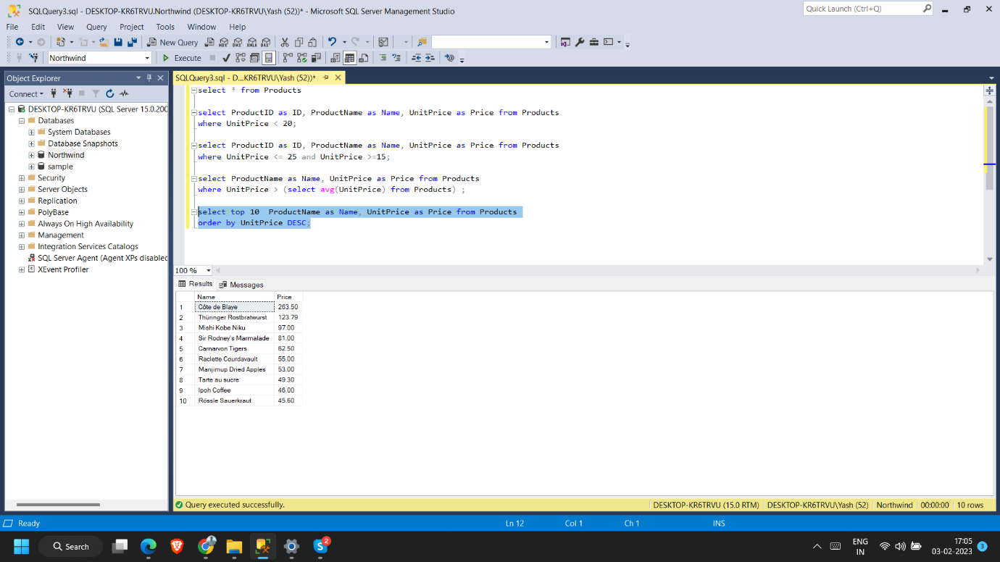 SQLQuery3.sql - DESKTOP-KR6TRVU.Northwind (DESKTOP-KR6TRVU\Yash (52))* - Microsoft SQL Server Management Studio
Quick Launch (Ctrl+Q)
File Edit View Query Project Tools Window Help
New Query
Northwind Execute
Object Explorer
Connect
DESKTOP-KR6TRVU (SQL Server 15.0.200
Databases
System Databases
Database Snapshots
Northwind
sample
Security
Server Objects
Replication
PolyBase
Always On High Availability
Management
Integration Services Catalogs
SQL Server Agent (Agent XPs disabled
XEvent Profiler
SQLQuery3.sql - D...KR6TRVU\Yash (52))*
select * from Products
select ProductID as ID, ProductName as Name, UnitPrice as Price from Products
where UnitPrice < 20;
select ProductID as ID, ProductName as Name, UnitPrice as Price from Products
where UnitPrice <= 25 and UnitPrice >=15;
select ProductName as Name, UnitPrice as Price from Products
where UnitPrice > (select avg(UnitPrice) from Products) ;
select top 10  ProductName as Name, UnitPrice as Price from Products
order by UnitPrice DESC;
100 %
Results Messages
Name Price
1 Côte de Blaye 263.50
2 Thüringer Rostbratwurst 123.79
3 Mishi Kobe Niku 97.00
4 Sir Rodney's Marmalade 81.00
5 Carnarvon Tigers 62.50
6 Raclette Courdavault 55.00
7 Manjimup Dried Apples 53.00
8 Tarte au sucre 49.30
9 Ipoh Coffee 46.00
10 Rössle Sauerkraut 45.60
Query executed successfully. DESKTOP-KR6TRVU (15.0 RTM) DESKTOP-KR6TRVU\Yash (52) Northwind 00:00:00 10 rows
Ready Ln 12 Col 1 Ch 1 INS
Search
2
ENG
IN
17:05
03-02-2023
3